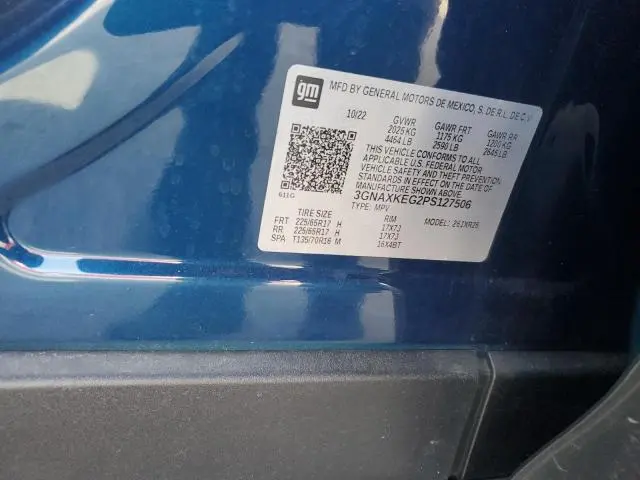 gm
MFD BY GENERAL MOTORS DE MEXICO, S. DE R.L. DE C.V
10/22 GVWR GAWR FRT GAWR RR
2025 KG 1175 KG 1200 KG
4464 LB 2590 LB 2645 LB
THIS VEHICLE CONFORMS TO ALL
APPLICABLE U.S. FEDERAL MOTOR
VEHICLE SAFETY AND THEFT
PREVENTION STANDARDS IN EFFECT
ON THE DATE OF MANUFACTURE
SHOWN ABOVE.
3GNAXKEG2PS127506
611G
TYPE: MPV MODEL: 261XR26
TIRE SIZE RIM
FRT 225/65R17 H 17X7J
RR 225/65R17 H 17X7J
SPA T135/70R16 M 16X4BT